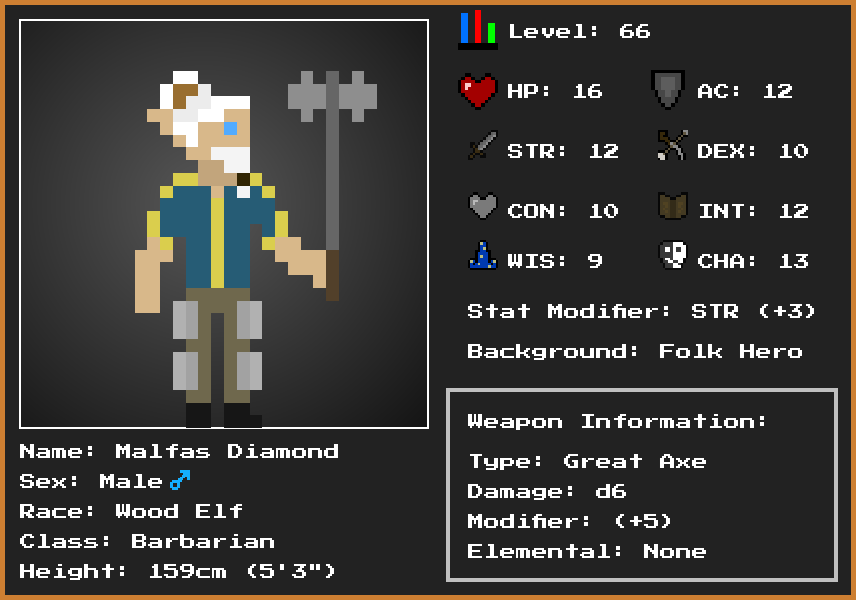 Level: 66
HP: 16 AC: 12
STR: 12 DEX: 10
CON: 10 INT: 12
WIS: 9 CHA: 13
Stat Modifier: STR (+3)
Background: Folk Hero
Weapon Information:
Type: Great Axe
Damage: d6
Modifier: (+5)
Elemental: None
Name: Malfas Diamond
Sex: Male♂
Race: Wood Elf
Class: Barbarian
Height: 159cm (5'3")